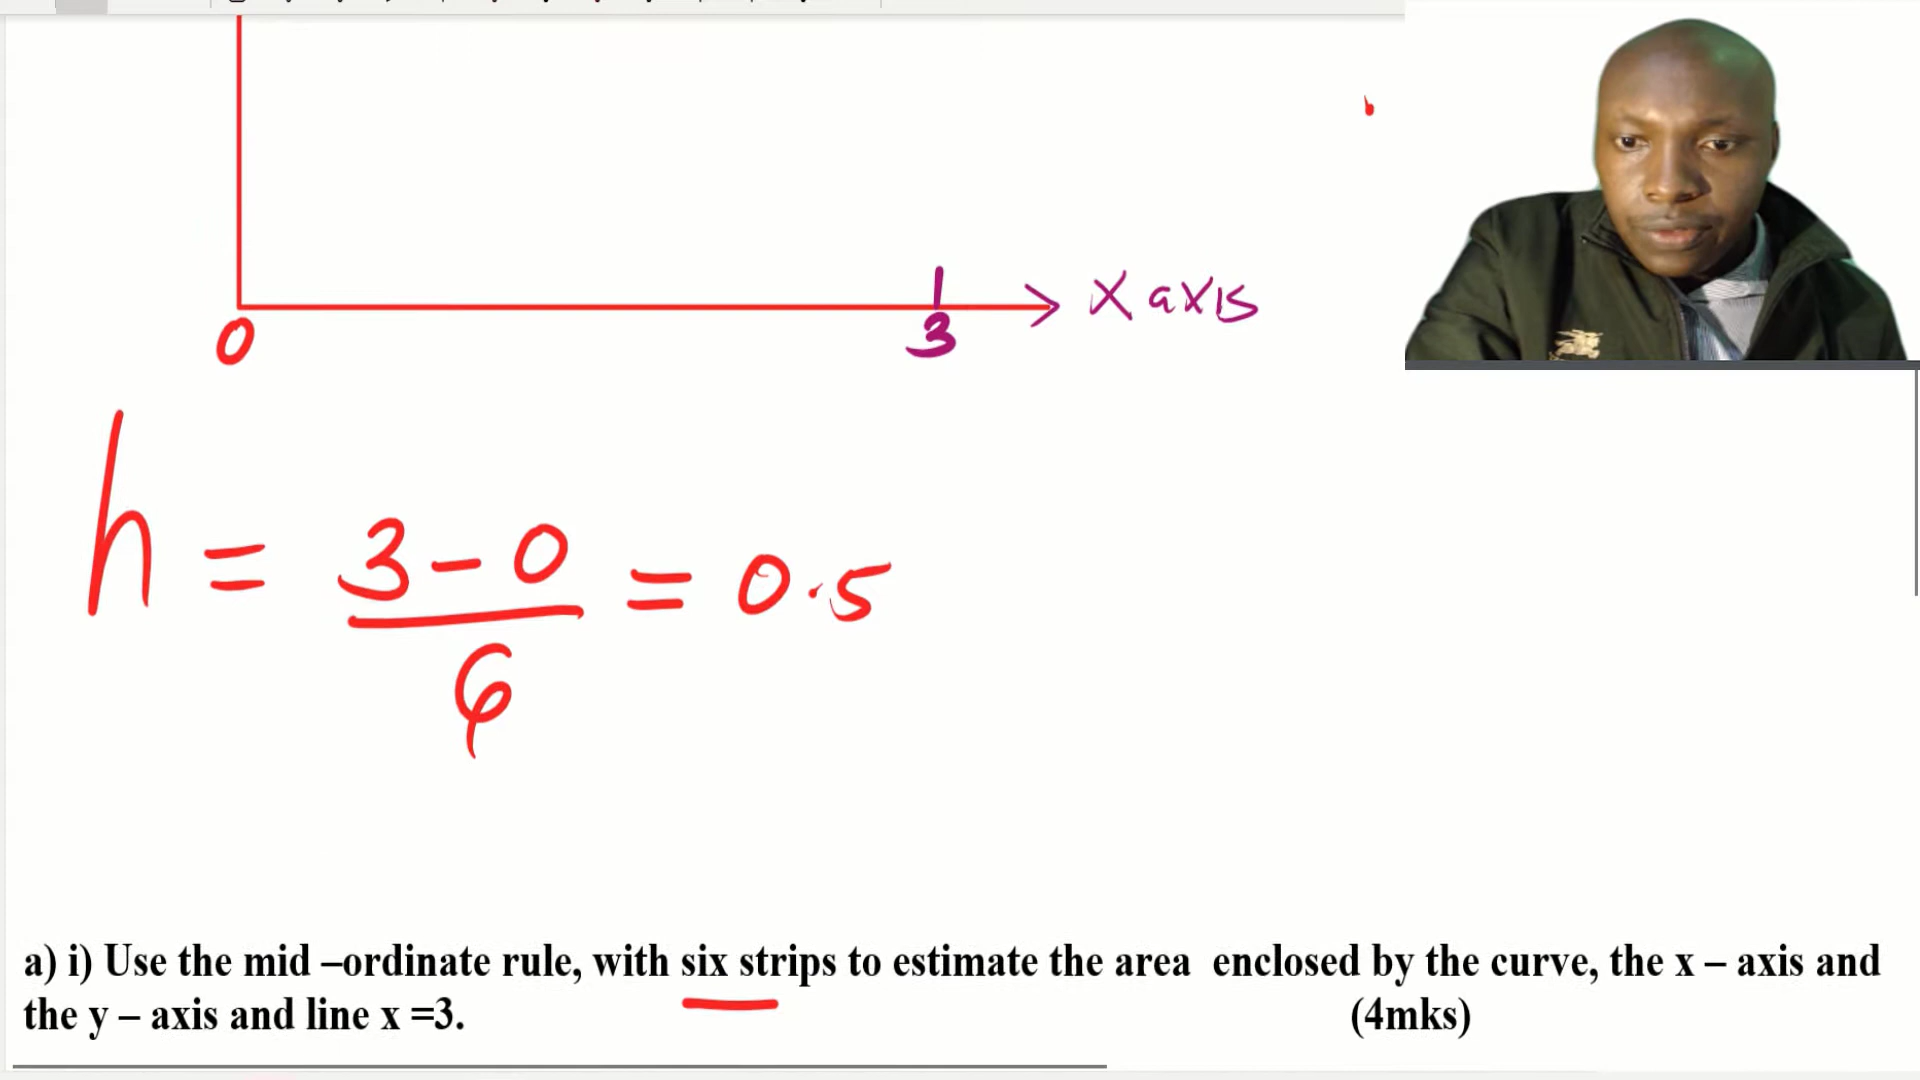 x axis
0 3
h = 3 - 0 / 6 = 0.5
a) i) Use the mid –ordinate rule, with six strips to estimate the area enclosed by the curve, the x – axis and
the y – axis and line x =3. (4mks)